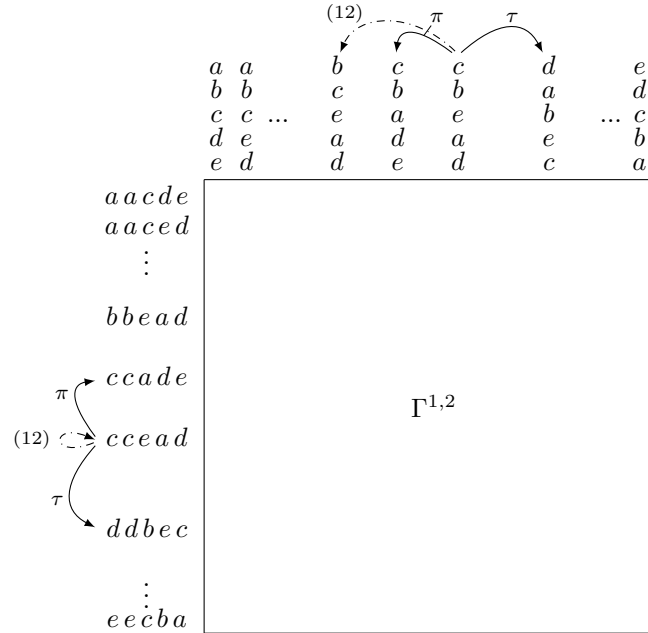 (12) π τ
a a b c c d e
b b c b b a d
c c ... e a e b ... c
d e a d a e b
e d d e d c a
a a c d e
a a c e d
⋮
b b e a d
c c a d e
π
Γ^{1,2}
(12) c c e a d
τ
d d b e c
⋮
e e c b a